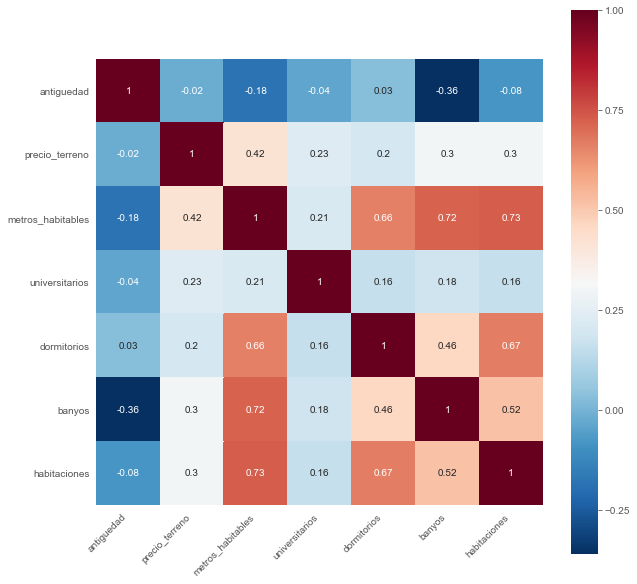 antiguedad 1 -0.02 -0.18 -0.04 0.03 -0.36 -0.08
precio_terreno -0.02 1 0.42 0.23 0.2 0.3 0.3
metros_habitables -0.18 0.42 1 0.21 0.66 0.72 0.73
universitarios -0.04 0.23 0.21 1 0.16 0.18 0.16
dormitorios 0.03 0.2 0.66 0.16 1 0.46 0.67
banyos -0.36 0.3 0.72 0.18 0.46 1 0.52
habitaciones -0.08 0.3 0.73 0.16 0.67 0.52 1
antiguedad precio_terreno metros_habitables universitarios dormitorios banyos habitaciones
1.00
0.75
0.50
0.25
0.00
−0.25